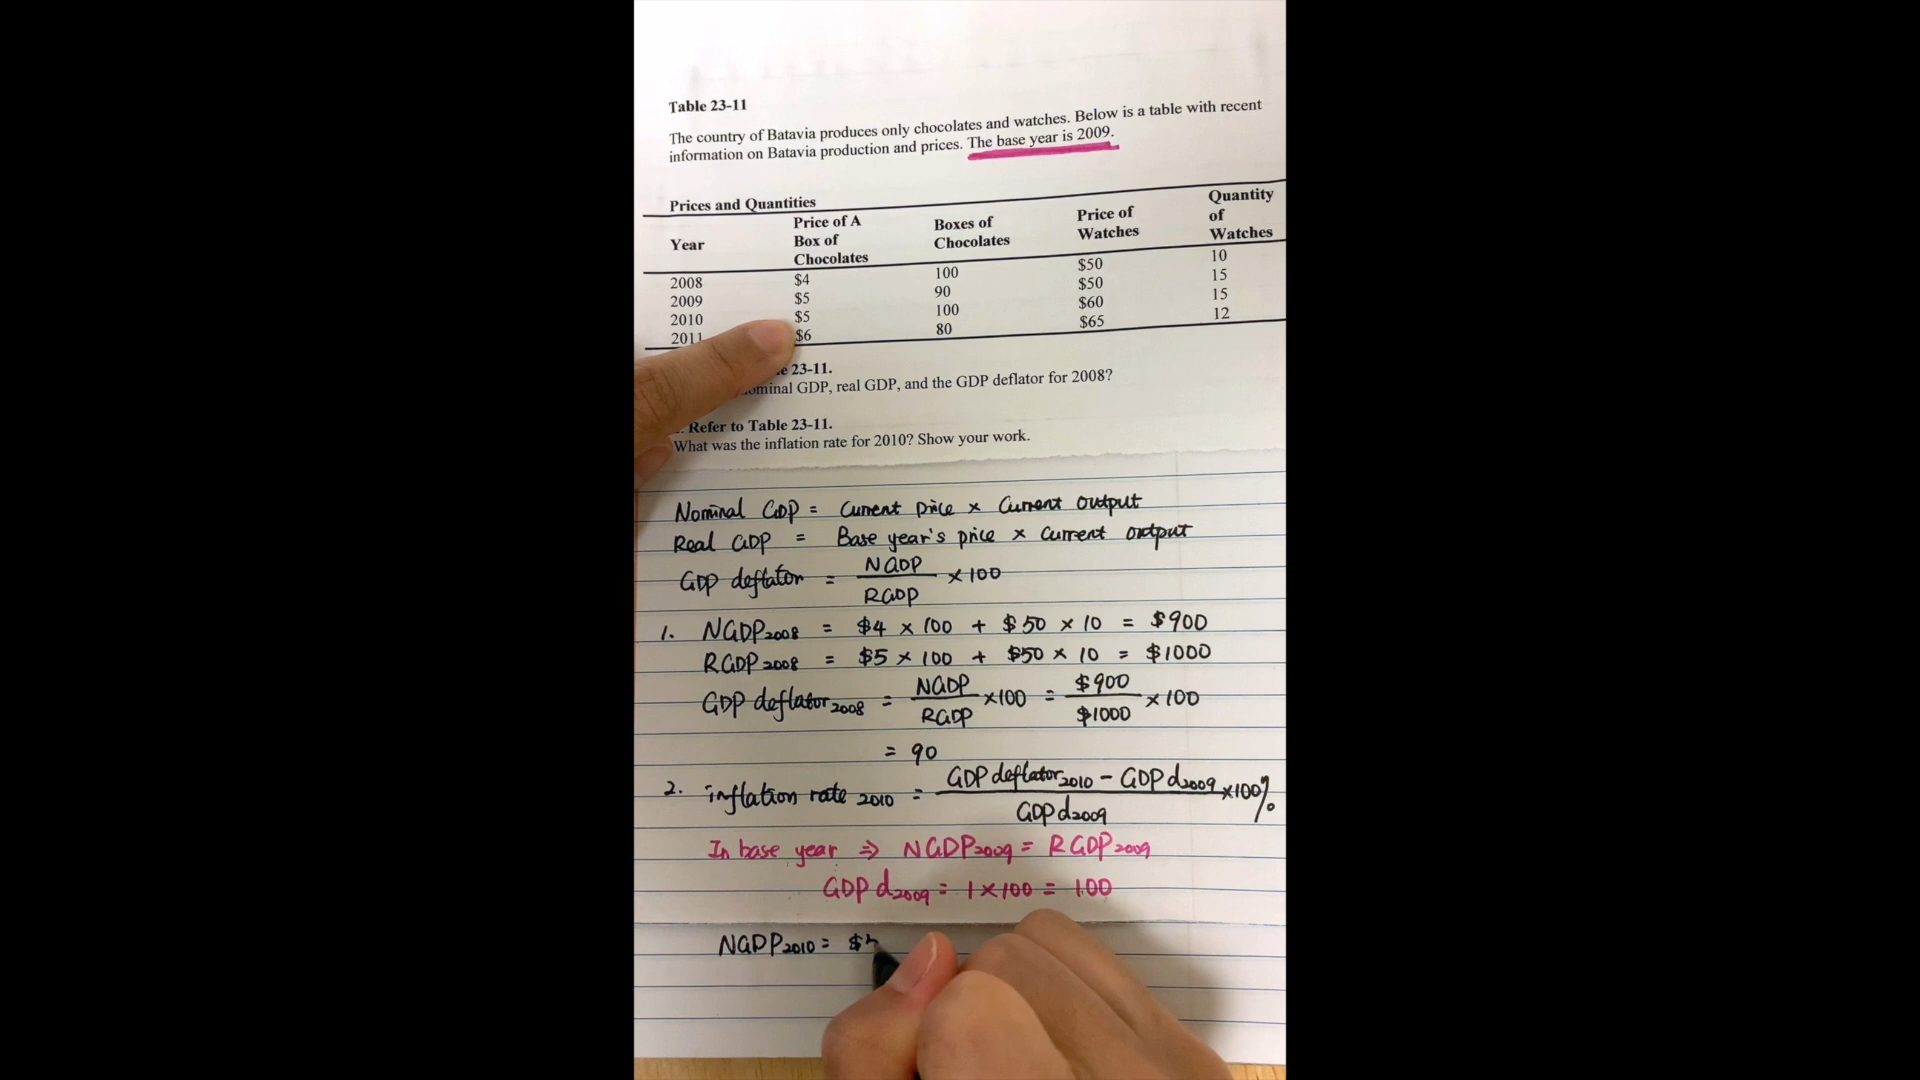 Table 23-11
The country of Batavia produces only chocolates and watches. Below is a table with recent
information on Batavia production and prices. The base year is 2009.
Prices and Quantities
Year Price of A Box of Chocolates Boxes of Chocolates Price of Watches Quantity of Watches
2008 $4 100 $50 10
2009 $5 90 $50 15
2010 $5 100 $60 15
2011 $6 80 $65 12
23-11.
GDP, real GDP, and the GDP deflator for 2008?
Refer to Table 23-11.
What was the inflation rate for 2010? Show your work.
Nominal GDP = Current price × Current output
Real GDP = Base year's price × Current output
GDP deflator = NGDP / RGDP × 100
1. NGDP2008 = $4 × 100 + $50 × 10 = $900
RGDP2008 = $5 × 100 + $50 × 10 = $1000
GDP deflator2008 = NGDP / RGDP × 100 = $900 / $1000 × 100
= 90
2. inflation rate 2010 = GDP deflator2010 − GDP d2009 / GDP d2009 × 100%
In base year ⇒ NGDP2009 = RGDP2009
GDP d2009 = 1 × 100 = 100
NGDP2010 = $